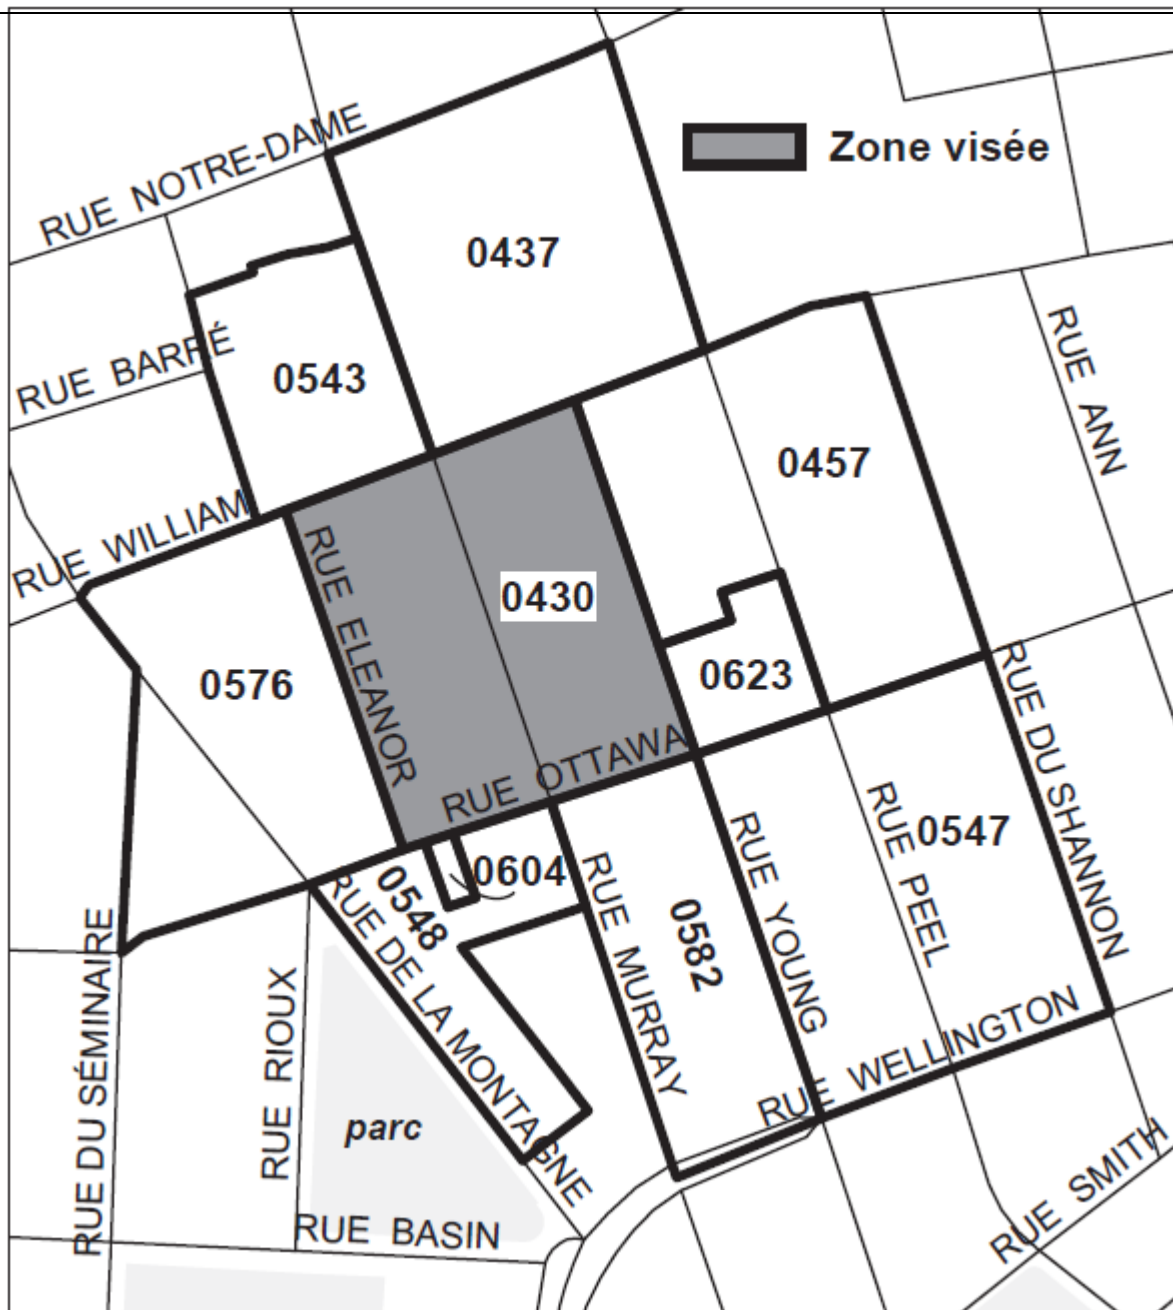 RUE NOTRE-DAME
Zone visée
0437
RUE BARRÉ
0543
RUE ANN
0457
RUE WILLIAM
RUE ELEANOR
0430
0576
0623
RUE OTTAWA
RUE DU SHANNON
0604
0548
RUE PEEL
0547
RUE MURRAY
0582
RUE YOUNG
RUE DE LA MONTAGNE
RUE DU SÉMINAIRE
RUE RIOUX
RUE WELLINGTON
parc
RUE BASIN
RUE SMITH